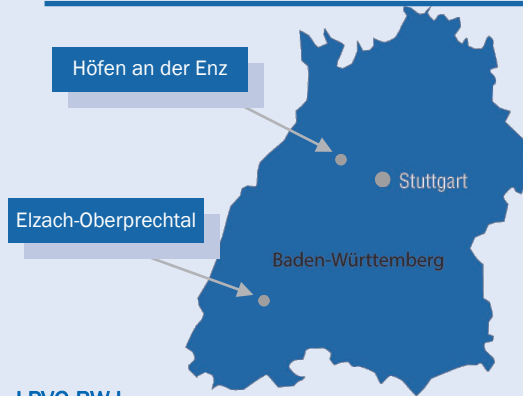 Höfen an der Enz
Stuttgart
Elzach-Oberprechtal
Baden-Württemberg